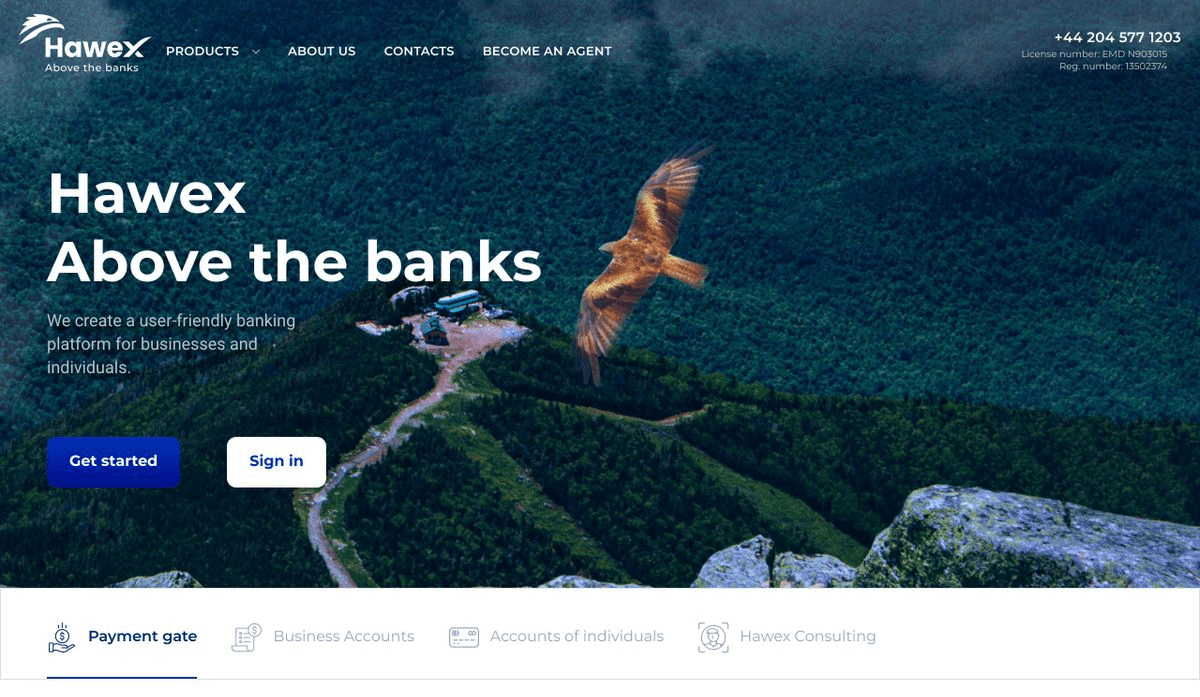 Hawex
Above the banks
PRODUCTS
ABOUT US
CONTACTS
BECOME AN AGENT
+44 204 577 1203
License number: EMD N903015
Reg. number: 13502374
Hawex
Above the banks
We create a user-friendly banking
platform for businesses and
individuals.
Get started
Sign in
Payment gate
Business Accounts
Accounts of individuals
Hawex Consulting